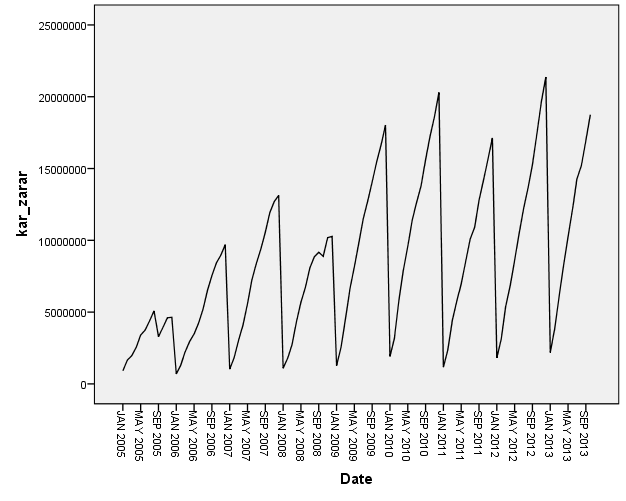 25000000
20000000
15000000
10000000
5000000
0
kar_zarar
JAN 2005
MAY 2005
SEP 2005
JAN 2006
MAY 2006
SEP 2006
JAN 2007
MAY 2007
SEP 2007
JAN 2008
MAY 2008
SEP 2008
JAN 2009
MAY 2009
SEP 2009
JAN 2010
MAY 2010
SEP 2010
JAN 2011
MAY 2011
SEP 2011
JAN 2012
MAY 2012
SEP 2012
JAN 2013
MAY 2013
SEP 2013
Date